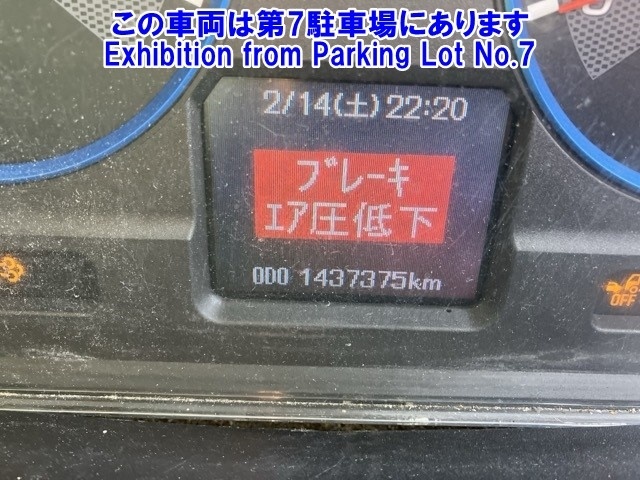 この車両は第7駐車場にあります
Exhibition from Parking Lot No.7
2/14(土) 22:20
ブレーキ
エア圧低下
ODO 1437375km
OFF